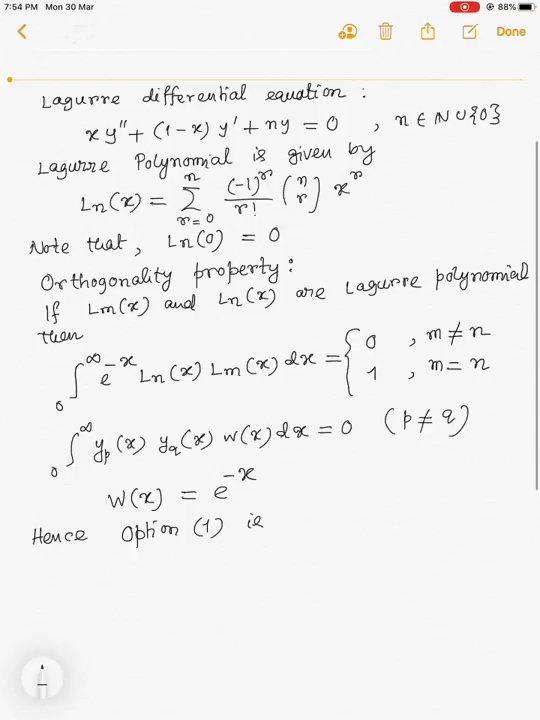 7:54 PM Mon 30 Mar
88%
Done
Lagurre differential equation :
x y'' + (1-x) y' + ny = 0 , n ∈ N ∪ {0}
Lagurre Polynomial is given by
Ln(x) = Σ_{r=0}^{n} (-1)^r / r! (n r) x^r
Note that, Ln(0) = 0
Orthogonality property :
If Lm(x) and Ln(x) are Lagurre polynomial
then
∫_0^∞ e^{-x} Ln(x) Lm(x) dx = { 0 , m ≠ n
1 , m = n
∫_0^∞ y_p(x) y_q(x) w(x) dx = 0 (p ≠ q)
W(x) = e^{-x}
Hence Option (1) is